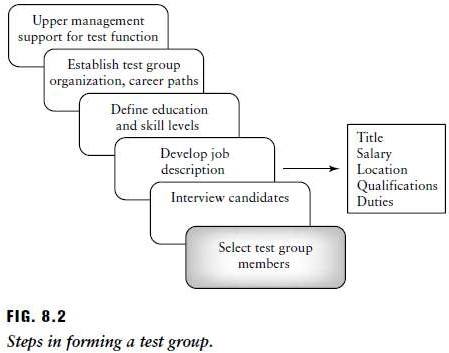 Upper management
support for test function
Establish test group
organization, career paths
Define education
and skill levels
Develop job
description
Title
Salary
Location
Qualifications
Duties
Interview candidates
Select test group
members
FIG. 8.2
Steps in forming a test group.